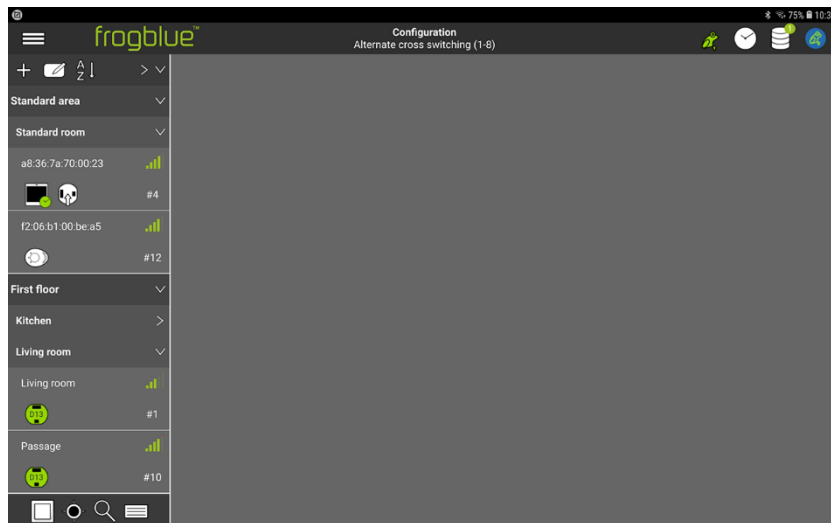 75% 10:3
frogblue™
Configuration
Alternate cross switching (1-8)
1
A
Z
Standard area
Standard room
a8:36:7a:70:00:23
#4
f2:06:b1:00:be:a5
#12
First floor
Kitchen
Living room
Living room
D13
#1
Passage
D13
#10